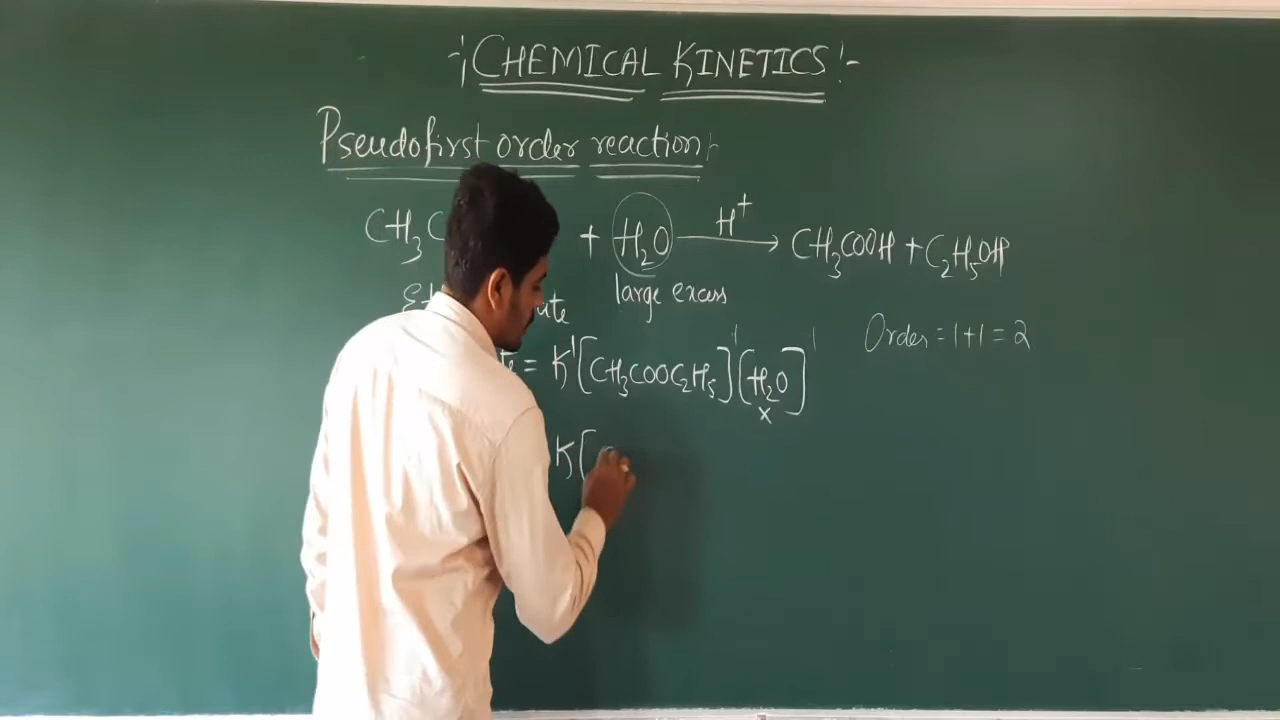 CHEMICAL KINETICS
Pseudofirst order reaction
CH₃C + H₂O H⁺ → CH₃COOH + C₂H₅OH
large excess
Order = 1+1 = 2
= K¹[CH₃COOC₂H₅]¹[H₂O]¹
x
K[